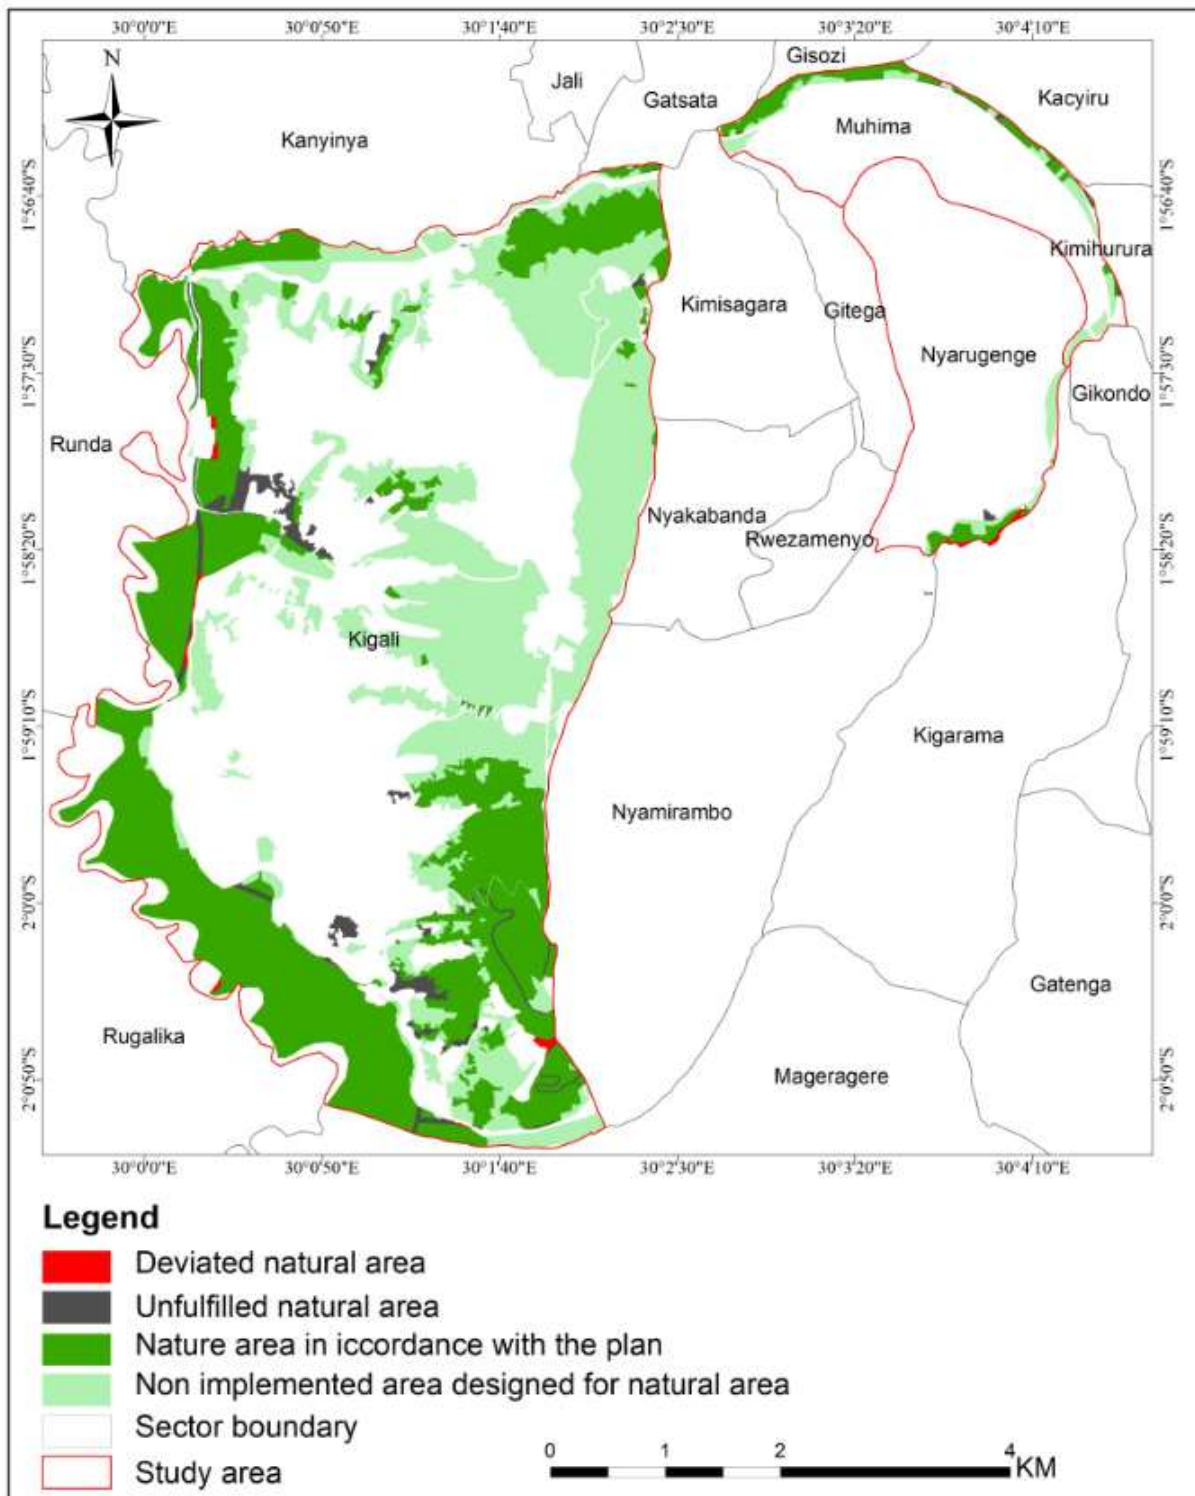 30°0'0"E 30°0'50"E 30°1'40"E 30°2'30"E 30°3'20"E 30°4'10"E
N
Gisozi
Jali
Gatsata
Kacyiru
Muhima
Kanyinya
1°56'40"S
1°56'40"S
Kimihurura
Kimisagara
Gitega
Nyarugenge
1°57'30"S
1°57'30"S
Gikondo
Runda
Nyakabanda
Rwezamenyo
1°58'20"S
1°58'20"S
Kigali
1°59'10"S
1°59'10"S
Kigarama
Nyamirambo
2°0'0"S
2°0'0"S
Gatenga
Rugalika
Mageragere
2°0'50"S
2°0'50"S
30°0'0"E 30°0'50"E 30°1'40"E 30°2'30"E 30°3'20"E 30°4'10"E
Legend
Deviated natural area
Unfulfilled natural area
Nature area in iccordance with the plan
Non implemented area designed for natural area
Sector boundary
Study area
0 1 2 4
KM